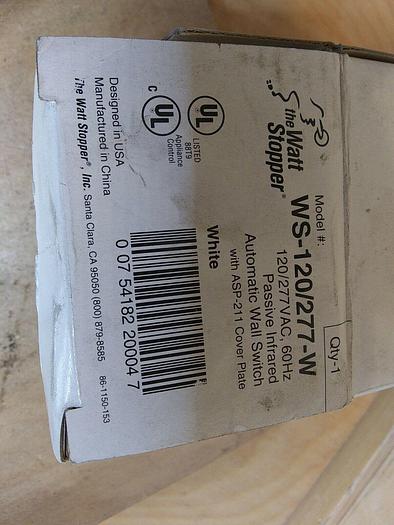 the Watt
Stopper®
Model #:
WS-120/277-W
120/277VAC, 60Hz
Passive Infrared
Automatic Wall Switch
with ASP-211 Cover Plate
Qty-1
White
UL
LISTED
88T9
Appliance
Control
C UL
0 07 54182 20004 7
Designed in USA
Manufactured in China
The Watt Stopper®, Inc. Santa Clara, CA 95050 (800) 879-8585 86-1150-153